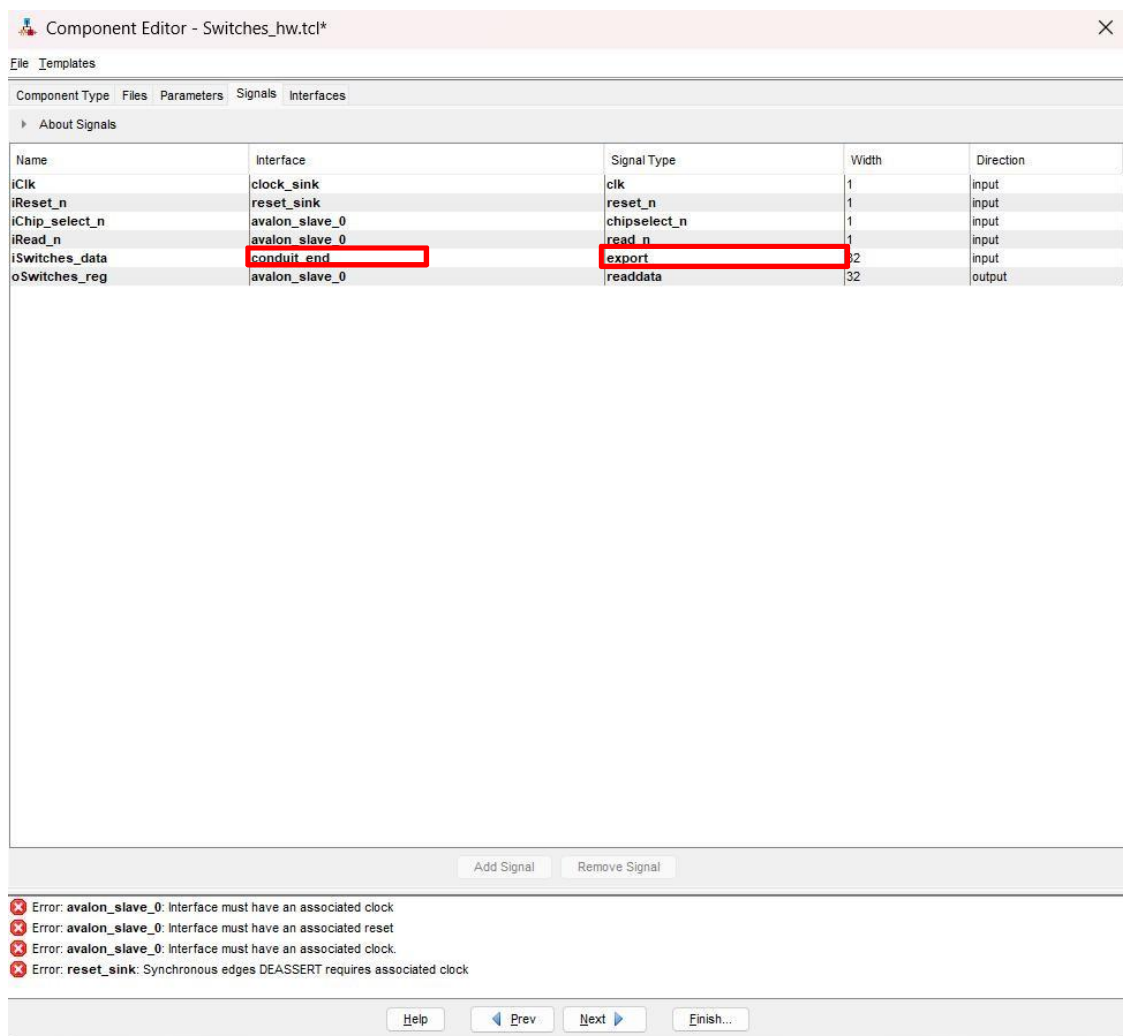 Component Editor - Switches_hw.tcl*
File Templates
Component Type Files Parameters Signals Interfaces
About Signals
Name Interface Signal Type Width Direction
iClk clock_sink clk 1 input
iReset_n reset_sink reset_n 1 input
iChip_select_n avalon_slave_0 chipselect_n 1 input
iRead_n avalon_slave_0 read_n 1 input
iSwitches_data conduit_end export 32 input
oSwitches_reg avalon_slave_0 readdata 32 output
Add Signal Remove Signal
Error: avalon_slave_0: Interface must have an associated clock
Error: avalon_slave_0: Interface must have an associated reset
Error: avalon_slave_0: Interface must have an associated clock.
Error: reset_sink: Synchronous edges DEASSERT requires associated clock
Help Prev Next Finish...